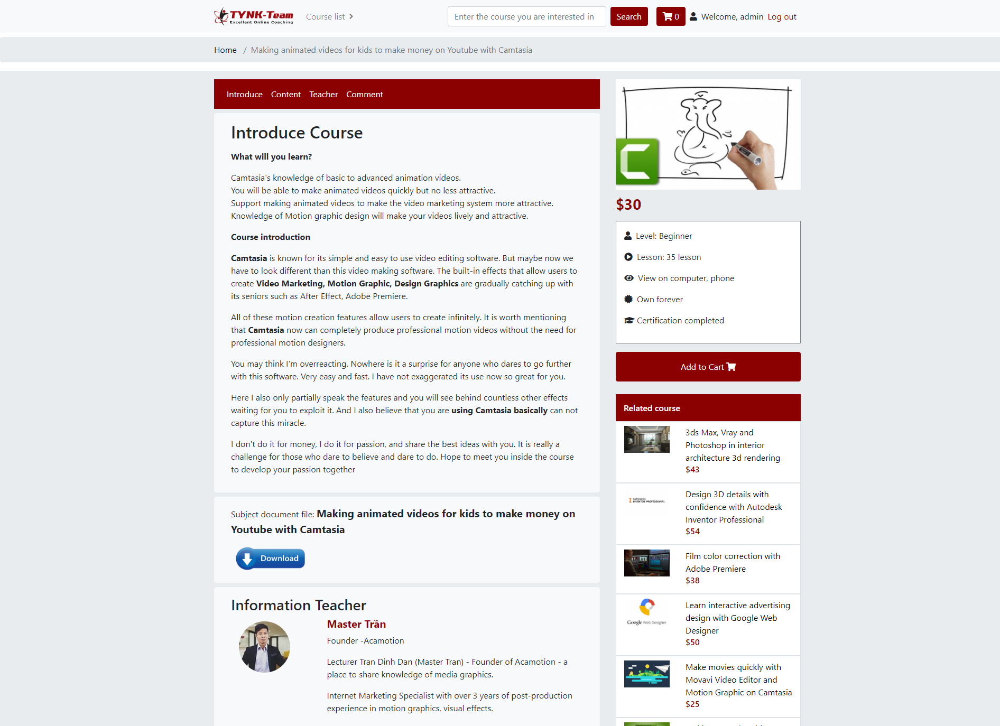 TYNK-Team
Excellent Online Coaching
Course list
Enter the course you are interested in
Search
0
Welcome, admin
Log out
Home / Making animated videos for kids to make money on Youtube with Camtasia
Introduce Content Teacher Comment
Introduce Course
What will you learn?
Camtasia's knowledge of basic to advanced animation videos.
You will be able to make animated videos quickly but no less attractive.
Support making animated videos to make the video marketing system more attractive.
Knowledge of Motion graphic design will make your videos lively and attractive.
Course introduction
Camtasia is known for its simple and easy to use video editing software. But maybe now we
have to look different than this video making software. The built-in effects that allow users to
create Video Marketing, Motion Graphic, Design Graphics are gradually catching up with
its seniors such as After Effect, Adobe Premiere.
All of these motion creation features allow users to create infinitely. It is worth mentioning
that Camtasia now can completely produce professional motion videos without the need for
professional motion designers.
You may think I'm overreacting. Nowhere is it a surprise for anyone who dares to go further
with this software. Very easy and fast. I have not exaggerated its use now so great for you.
Here I also only partially speak the features and you will see behind countless other effects
waiting for you to exploit it. And I also believe that you are using Camtasia basically can not
capture this miracle.
I don't do it for money, I do it for passion, and share the best ideas with you. It is really a
challenge for those who dare to believe and dare to do. Hope to meet you inside the course
to develop your passion together
Subject document file: Making animated videos for kids to make money on
Youtube with Camtasia
Download
Information Teacher
Master Trần
Founder -Acamotion
Lecturer Tran Dinh Dan (Master Tran) - Founder of Acamotion - a
place to share knowledge of media graphics.
Internet Marketing Specialist with over 3 years of post-production
experience in motion graphics, visual effects.
C
$30
Level: Beginner
Lesson: 35 lesson
View on computer, phone
Own forever
Certification completed
Add to Cart
Related course
3ds Max, Vray and
Photoshop in interior
architecture 3d rendering
$43
AUTODESK
INVENTOR PROFESSIONAL
Design 3D details with
confidence with Autodesk
Inventor Professional
$54
Film color correction with
Adobe Premiere
$38
Google Web Designer
Learn interactive advertising
design with Google Web
Designer
$50
Make movies quickly with
Movavi Video Editor and
Motion Graphic on Camtasia
$25